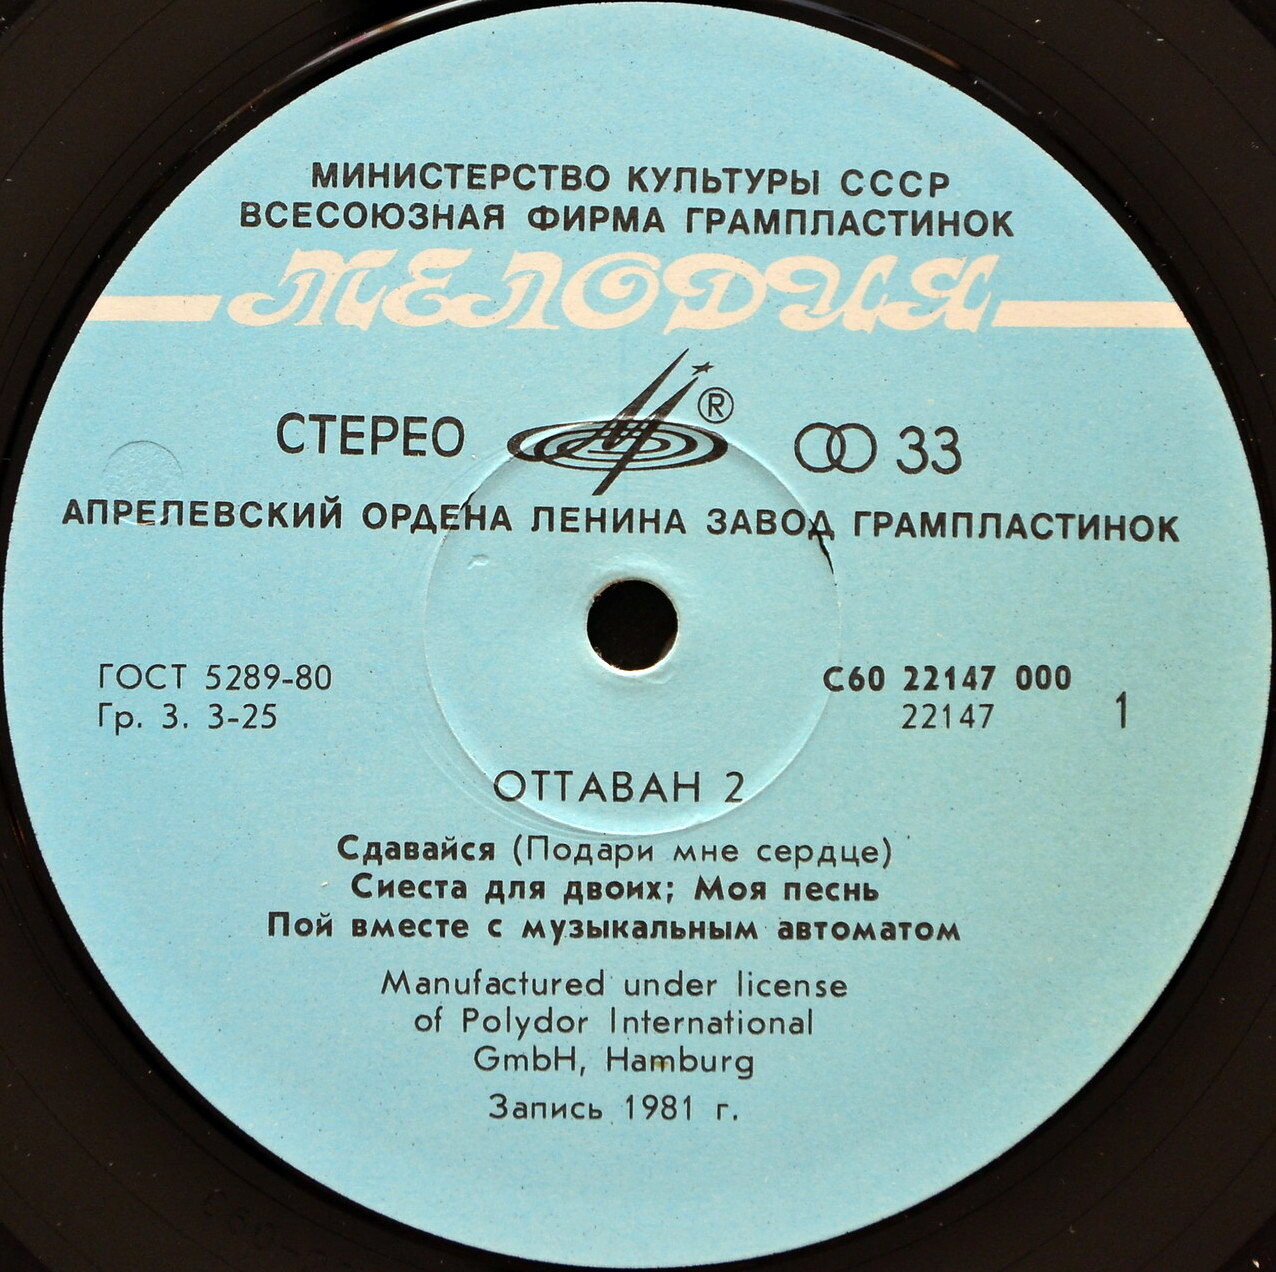 МИНИСТЕРСТВО КУЛЬТУРЫ СССР
ВСЕСОЮЗНАЯ ФИРМА ГРАМПЛАСТИНОК
МЕЛОДИЯ
СТЕРЕО ® 33
АПРЕЛЕВСКИЙ ОРДЕНА ЛЕНИНА ЗАВОД ГРАМПЛАСТИНОК
ГОСТ 5289-80 С60 22147 000
Гр. 3. 3-25 22147 1
ОТТАВАН 2
Сдавайся (Подари мне сердце)
Сиеста для двоих; Моя песнь
Пой вместе с музыкальным автоматом
Manufactured under license
of Polydor International
GmbH, Hamburg
Запись 1981 г.